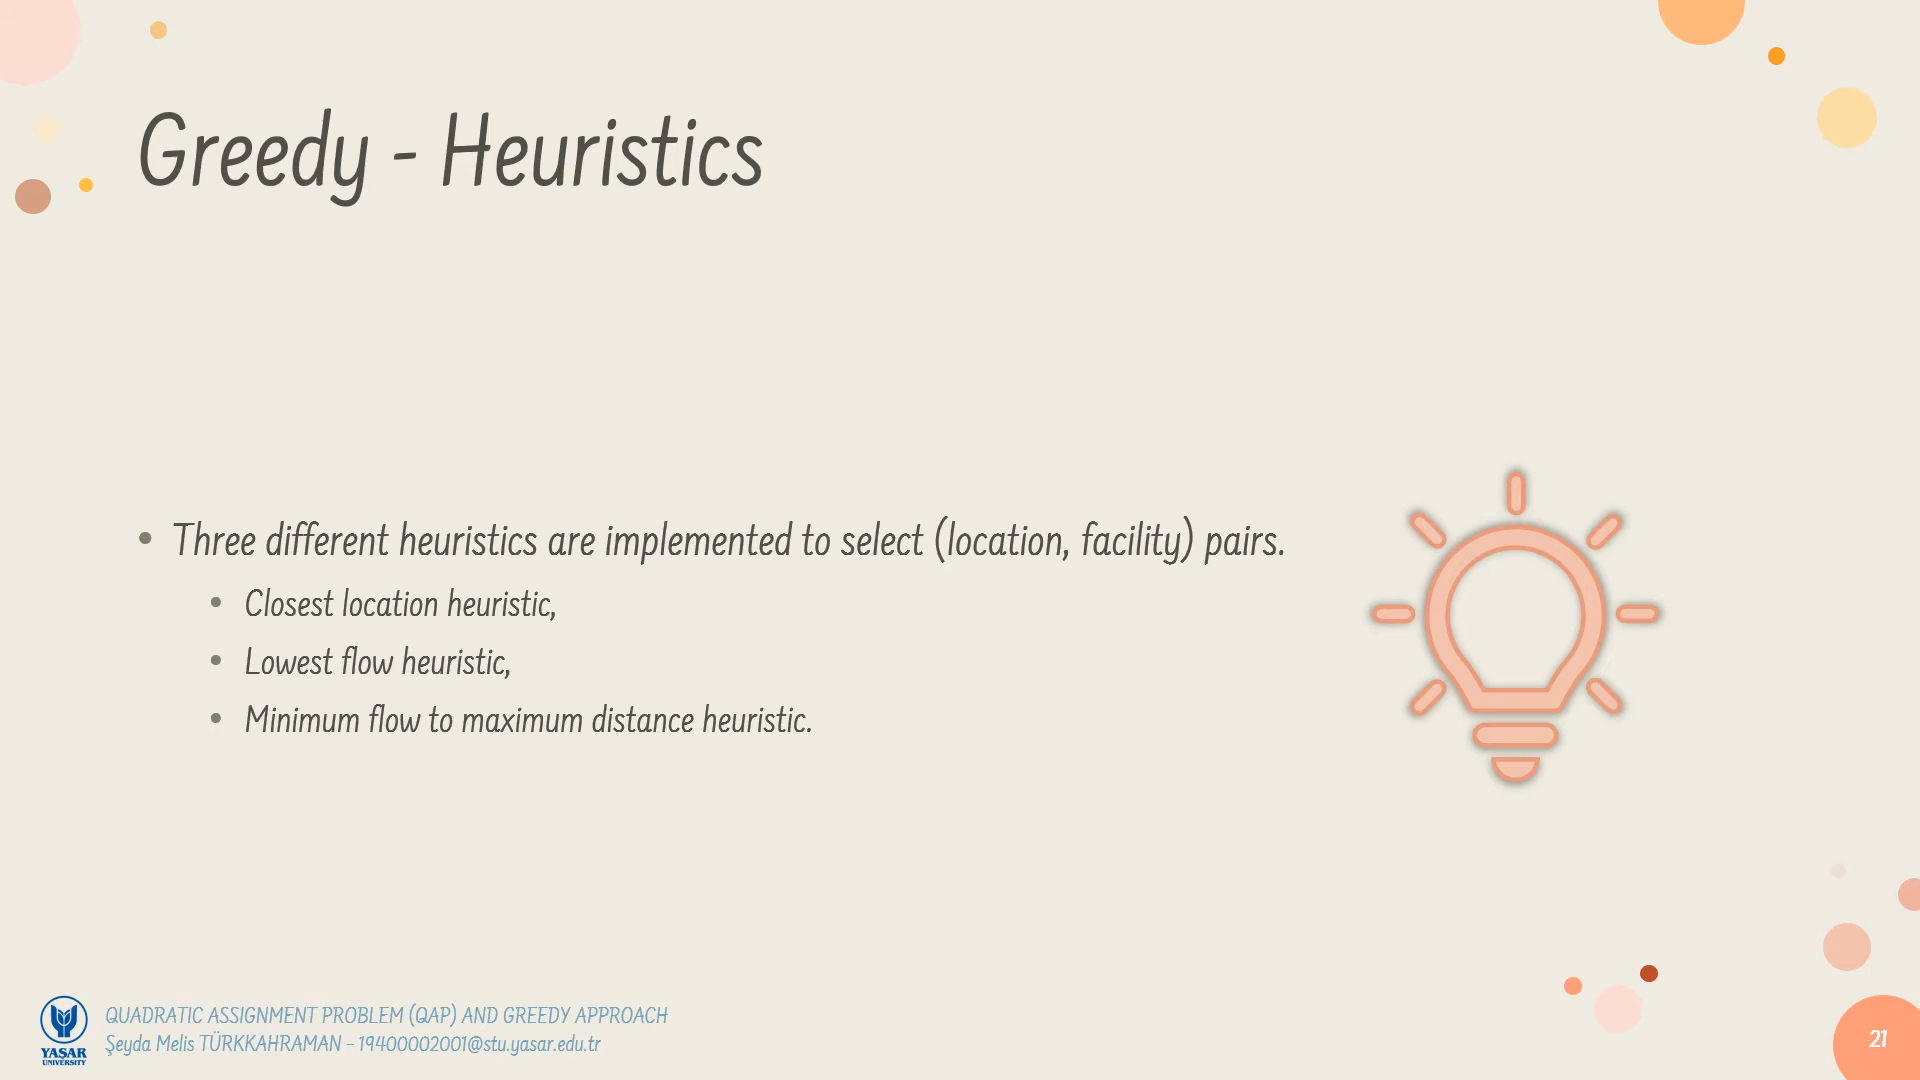 Greedy - Heuristics
• Three different heuristics are implemented to select (location, facility) pairs.
• Closest location heuristic,
• Lowest flow heuristic,
• Minimum flow to maximum distance heuristic.
QUADRATIC ASSIGNMENT PROBLEM (QAP) AND GREEDY APPROACH
Şeyda Melis TÜRKKAHRAMAN - 19400002001@stu.yasar.edu.tr
YAŞAR
UNIVERSITY
21